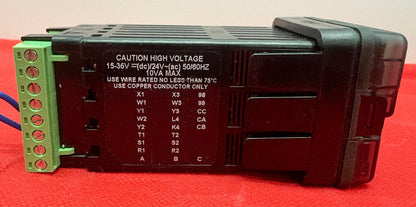 CAUTION HIGH VOLTAGE
15-36V ⎓(dc)/24V~(ac) 50/60HZ
10VA MAX
USE WIRE RATED NO LESS THAN 75°C
USE COPPER CONDUCTOR ONLY
X1 X3 98
W1 W3 99
Y1 Y3 CC
W2 L4 CA
Y2 K4 CB
T1 T2
S1 S2
R1 R2
A B C